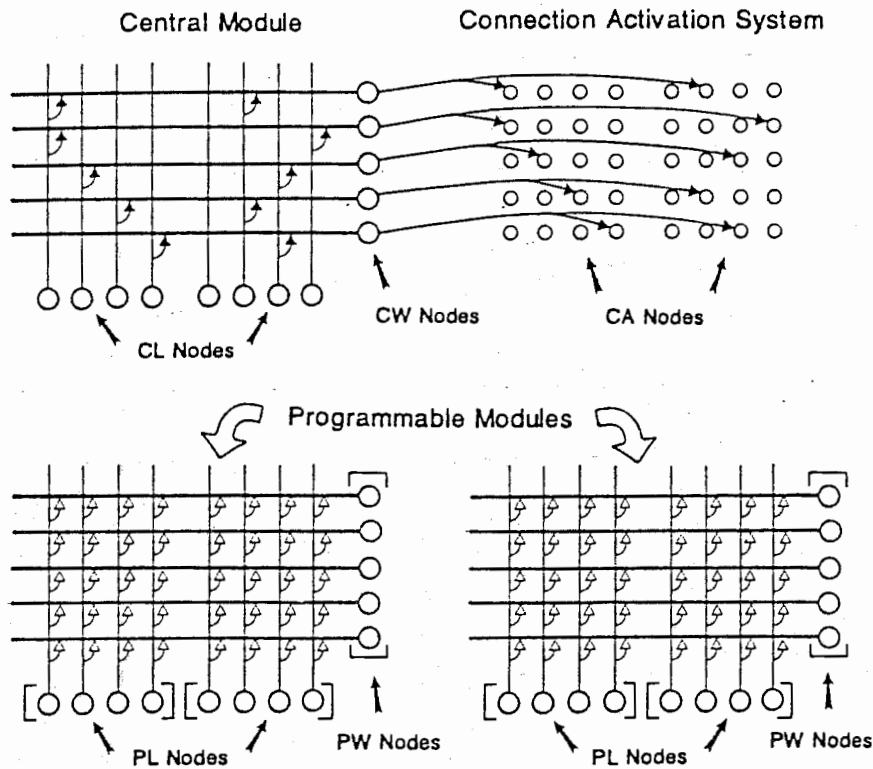 Central Module
Connection Activation System
CL Nodes
CW Nodes
CA Nodes
Programmable Modules
PL Nodes
PW Nodes
PL Nodes
PW Nodes